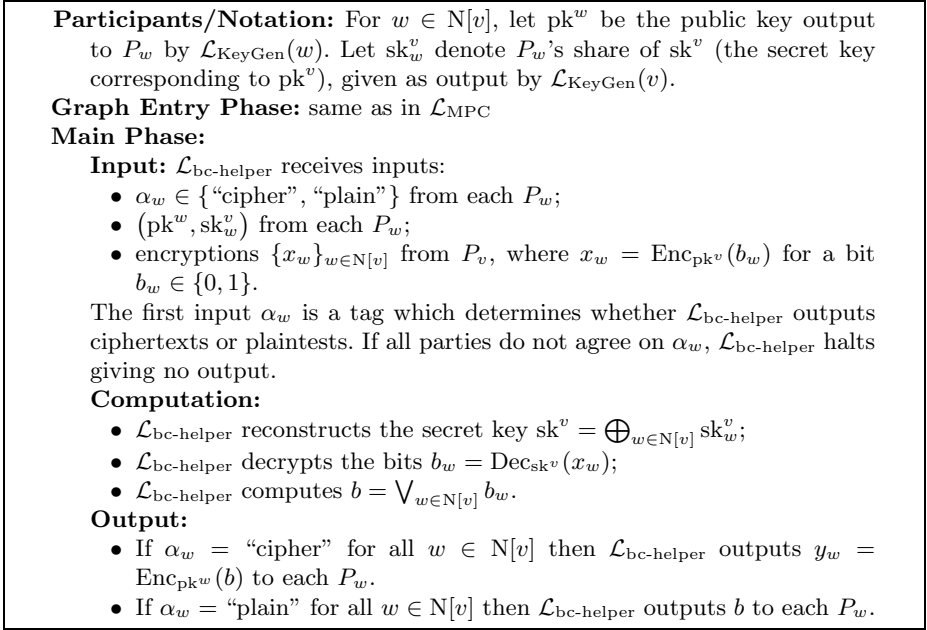 Participants/Notation: For w ∈ N[v], let pk^w be the public key output
to P_w by 𝓛_KeyGen(w). Let sk^v_w denote P_w's share of sk^v (the secret key
corresponding to pk^v), given as output by 𝓛_KeyGen(v).
Graph Entry Phase: same as in 𝓛_MPC
Main Phase:
Input: 𝓛_bc-helper receives inputs:
• α_w ∈ {“cipher”, “plain”} from each P_w;
• (pk^w, sk^v_w) from each P_w;
• encryptions {x_w}_{w∈N[v]} from P_v, where x_w = Enc_{pk^v}(b_w) for a bit
b_w ∈ {0, 1}.
The first input α_w is a tag which determines whether 𝓛_bc-helper outputs
ciphertexts or plaintests. If all parties do not agree on α_w, 𝓛_bc-helper halts
giving no output.
Computation:
• 𝓛_bc-helper reconstructs the secret key sk^v = ⨁_{w∈N[v]} sk^v_w;
• 𝓛_bc-helper decrypts the bits b_w = Dec_{sk^v}(x_w);
• 𝓛_bc-helper computes b = ⋁_{w∈N[v]} b_w.
Output:
• If α_w = “cipher” for all w ∈ N[v] then 𝓛_bc-helper outputs y_w =
Enc_{pk^w}(b) to each P_w.
• If α_w = “plain” for all w ∈ N[v] then 𝓛_bc-helper outputs b to each P_w.